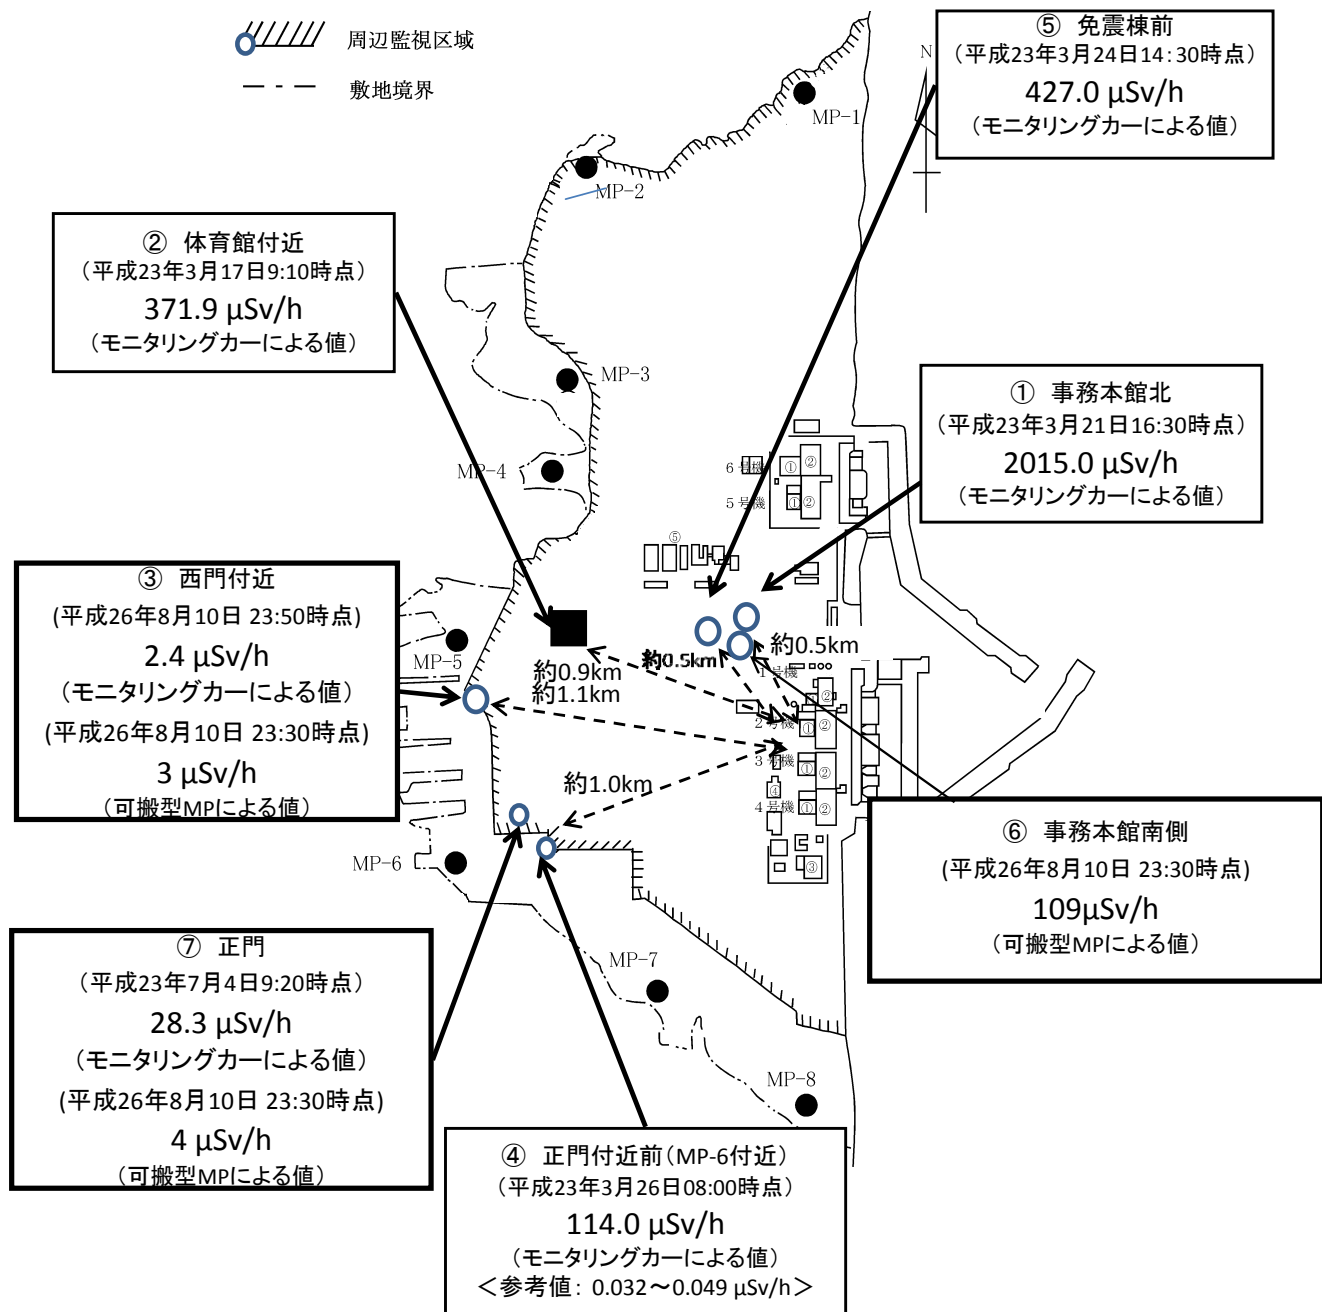 周辺監視区域
敷地境界
⑤ 免震棟前
(平成23年3月24日14:30時点)
427.0 μSv/h
(モニタリングカーによる値)
N
MP-1
MP-2
② 体育館付近
(平成23年3月17日9:10時点)
371.9 μSv/h
(モニタリングカーによる値)
MP-3
① 事務本館北
(平成23年3月21日16:30時点)
2015.0 μSv/h
(モニタリングカーによる値)
MP-4
6号機
① ②
5号機
① ②
⑤
③ 西門付近
(平成26年8月10日 23:50時点)
2.4 μSv/h
(モニタリングカーによる値)
(平成26年8月10日 23:30時点)
3 μSv/h
(可搬型MPによる値)
MP-5
約0.9km
約1.1km
約0.5km
約0.5km
1号機
②
2号機
① ②
3号機
① ②
④
4号機
① ②
③
約1.0km
MP-6
⑥ 事務本館南側
(平成26年8月10日 23:30時点)
109μSv/h
(可搬型MPによる値)
⑦ 正門
(平成23年7月4日9:20時点)
28.3 μSv/h
(モニタリングカーによる値)
(平成26年8月10日 23:30時点)
4 μSv/h
(可搬型MPによる値)
MP-7
MP-8
④ 正門付近前(MP-6付近)
(平成23年3月26日08:00時点)
114.0 μSv/h
(モニタリングカーによる値)
<参考値: 0.032～0.049 μSv/h>